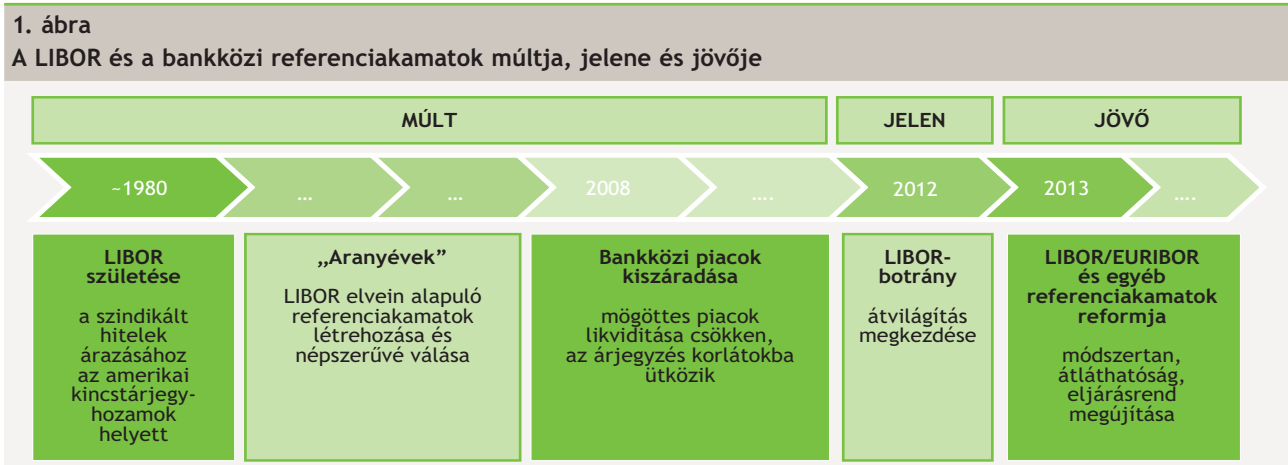 1. ábra
A LIBOR és a bankközi referenciakamatok múltja, jelene és jövője
MÚLT
JELEN
JÖVŐ
~1980
...
...
2008
....
2012
2013
....
LIBOR
születése
a szindikált
hitelek
árazásához
az amerikai
kincstárjegy-
hozamok
helyett
„Aranyévek”
LIBOR elvein alapuló
referenciakamatok
létrehozása és
népszerűvé válása
Bankközi piacok
kiszáradása
mögöttes piacok
likviditása csökken,
az árjegyzés korlátokba
ütközik
LIBOR-
botrány
átvilágítás
megkezdése
LIBOR/EURIBOR
és egyéb
referenciakamatok
reformja
módszertan,
átláthatóság,
eljárásrend
megújítása